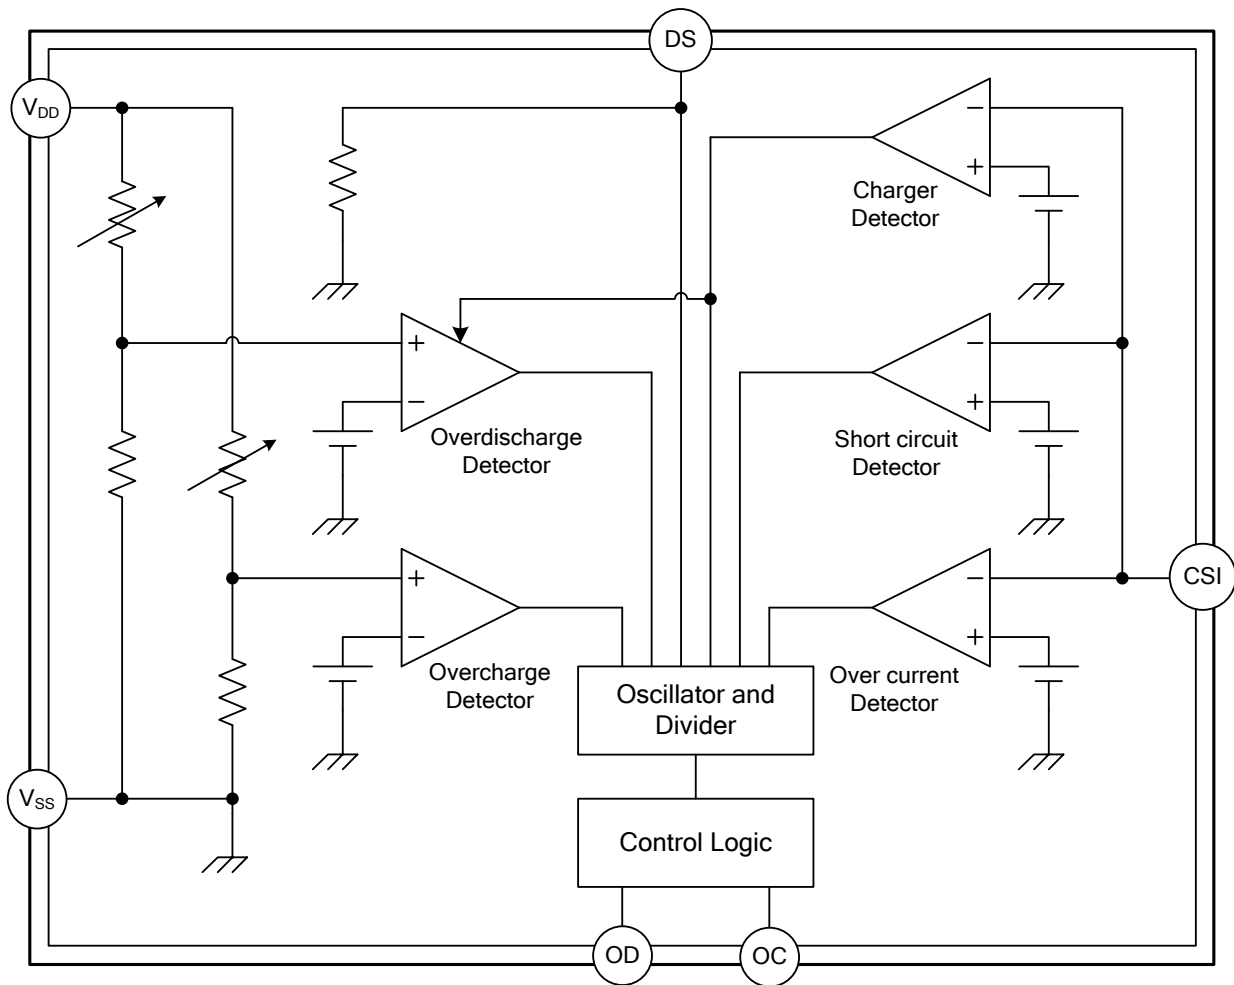 DS
VDD
−
+
Charger
Detector
+
−
Overdischarge
Detector
−
+
Short circuit
Detector
+
−
Overcharge
Detector
−
+
Over current
Detector
CSI
Oscillator and
Divider
VSS
Control Logic
OD
OC